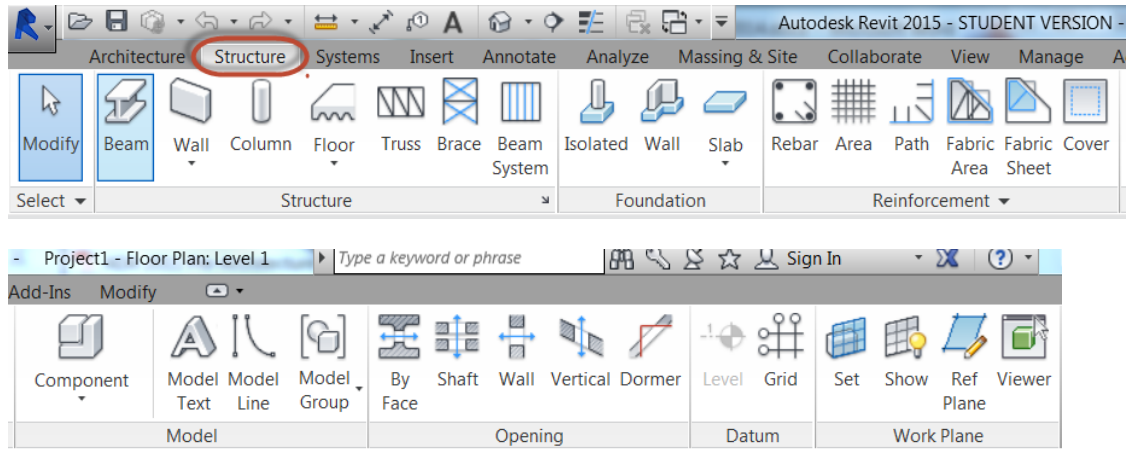 Autodesk Revit 2015 - STUDENT VERSION -
Architecture Structure Systems Insert Annotate Analyze Massing & Site Collaborate View Manage A
Modify Beam Wall Column Floor Truss Brace Beam System Isolated Wall Slab Rebar Area Path Fabric Area Fabric Sheet Cover
Select Structure Foundation Reinforcement
- Project1 - Floor Plan: Level 1 Type a keyword or phrase Sign In
Add-Ins Modify
Component Model Text Model Line Model Group By Face Shaft Wall Vertical Dormer Level Grid Set Show Ref Plane Viewer
Model Opening Datum Work Plane